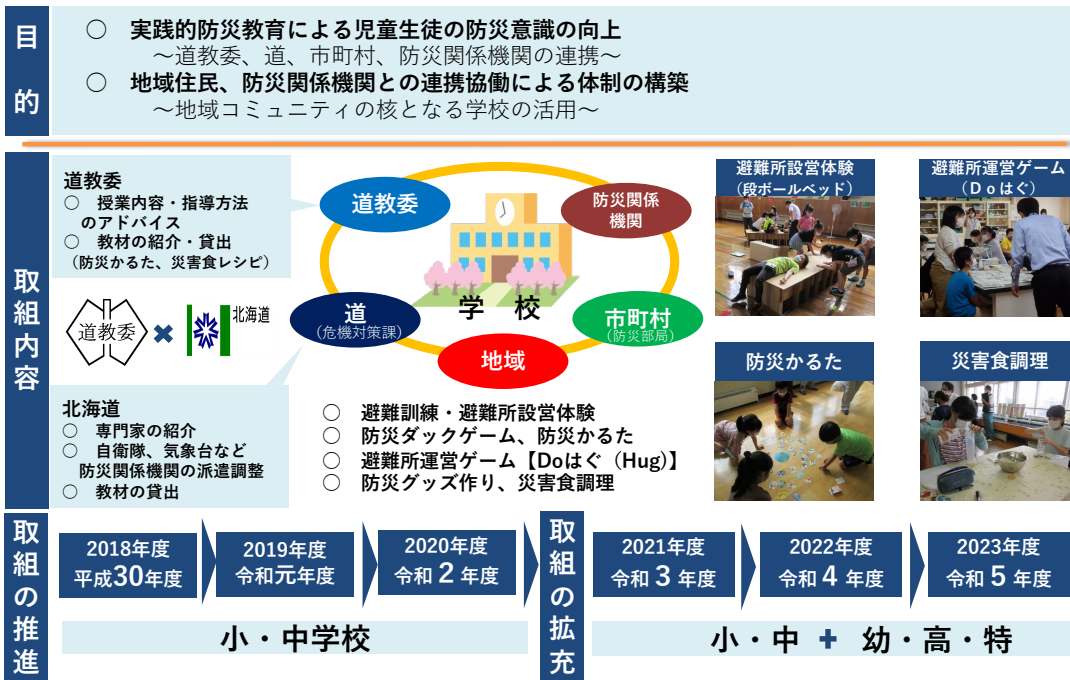 目的
○ 実践的防災教育による児童生徒の防災意識の向上
～道教委、道、市町村、防災関係機関の連携～
○ 地域住民、防災関係機関との連携協働による体制の構築
～地域コミュニティの核となる学校の活用～
取組内容
道教委
○ 授業内容・指導方法
のアドバイス
○ 教材の紹介・貸出
（防災かるた、災害食レシピ）
道教委
北海道
北海道
○ 専門家の紹介
○ 自衛隊、気象台など
防災関係機関の派遣調整
○ 教材の貸出
道教委
防災関係
機関
学 校
道
（危機対策課）
市町村
（防災部局）
地域
○ 避難訓練・避難所設営体験
○ 防災ダックゲーム、防災かるた
○ 避難所運営ゲーム【Doはぐ（Hug）】
○ 防災グッズ作り、災害食調理
避難所設営体験
（段ボールベッド）
避難所運営ゲーム
（Ｄｏはぐ）
防災かるた
災害食調理
取組の推進
2018年度
平成30年度
2019年度
令和元年度
2020年度
令和２年度
小・中学校
取組の拡充
2021年度
令和３年度
2022年度
令和４年度
2023年度
令和５年度
小・中 ＋ 幼・高・特